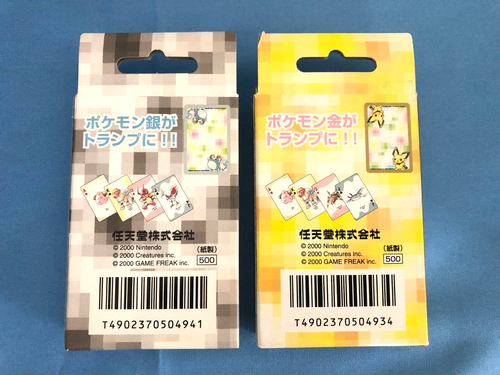 ポケモン銀が
トランプに!!
任天堂株式会社
© 2000 Nintendo
© 2000 Creatures inc.
© 2000 GAME FREAK inc.
(紙製)
500
T4902370504941
ポケモン金が
トランプに!!
任天堂株式会社
© 2000 Nintendo
© 2000 Creatures inc.
© 2000 GAME FREAK inc.
(紙製)
500
T4902370504934